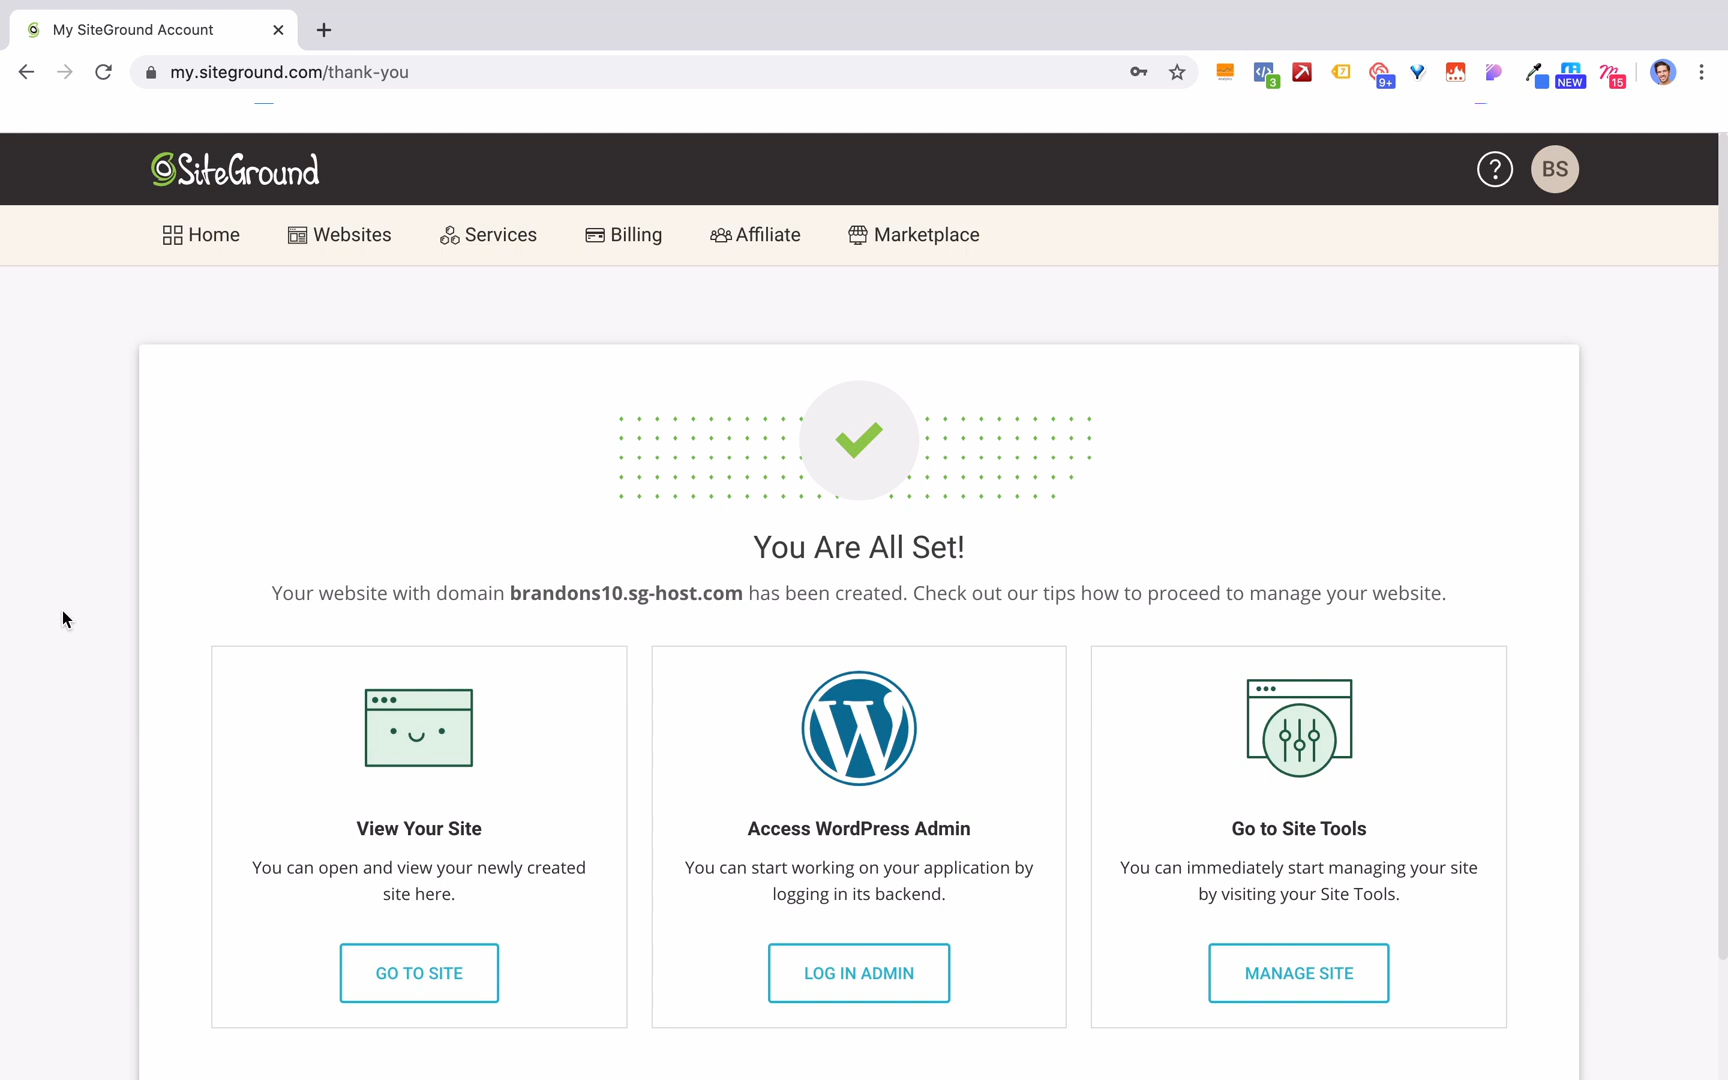 My SiteGround Account
my.siteground.com/thank-you
3
7
9+
NEW
15
SiteGround
?
BS
Home
Websites
Services
Billing
Affiliate
Marketplace
You Are All Set!
Your website with domain brandons10.sg-host.com has been created. Check out our tips how to proceed to manage your website.
View Your Site
You can open and view your newly created
site here.
GO TO SITE
Access WordPress Admin
You can start working on your application by
logging in its backend.
LOG IN ADMIN
Go to Site Tools
You can immediately start managing your site
by visiting your Site Tools.
MANAGE SITE